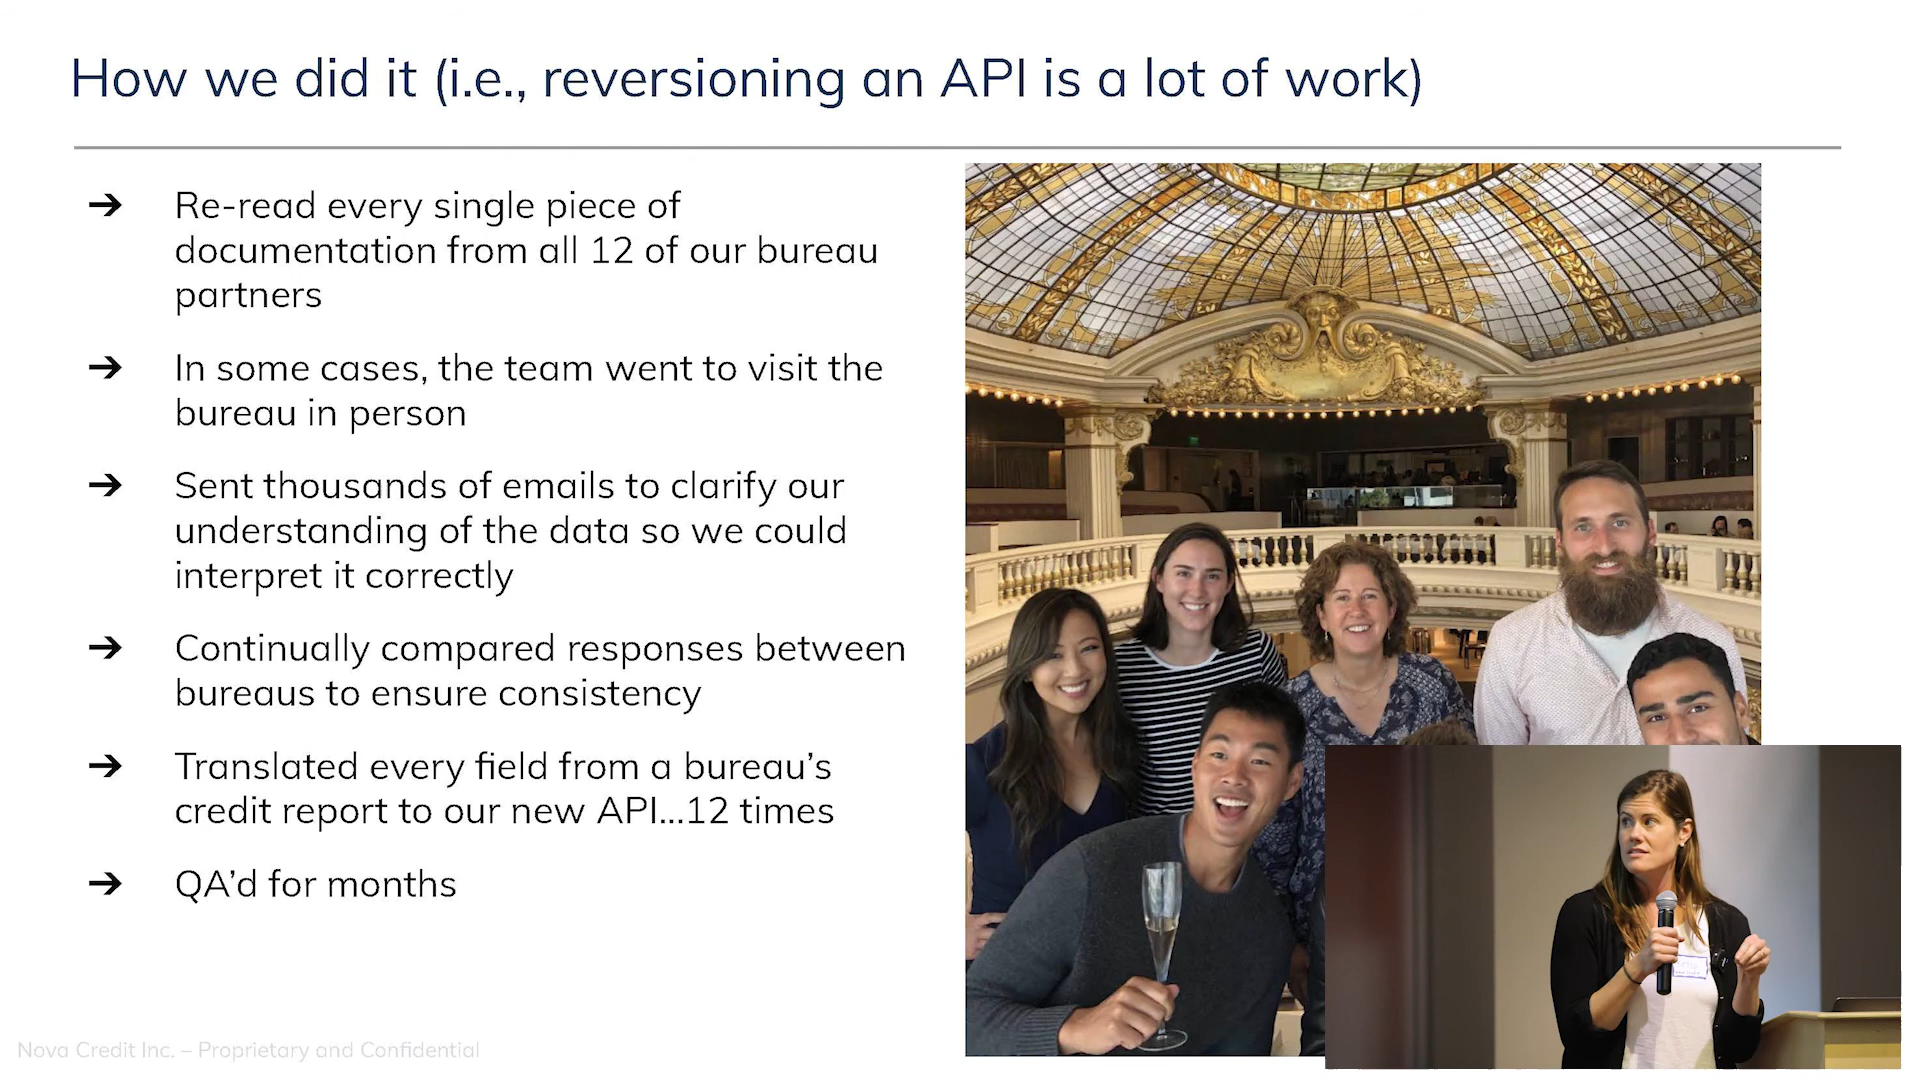 How we did it (i.e., reversioning an API is a lot of work)
➔ Re-read every single piece of
documentation from all 12 of our bureau
partners
➔ In some cases, the team went to visit the
bureau in person
➔ Sent thousands of emails to clarify our
understanding of the data so we could
interpret it correctly
➔ Continually compared responses between
bureaus to ensure consistency
➔ Translated every field from a bureau’s
credit report to our new API...12 times
➔ QA’d for months
Nova Credit Inc. – Proprietary and Confidential